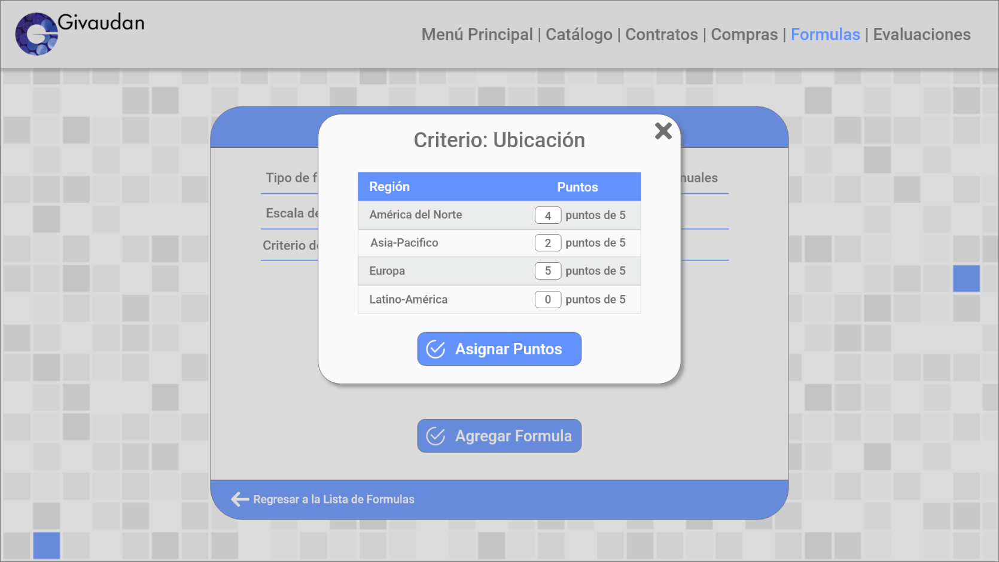 Givaudan
Menú Principal | Catálogo | Contratos | Compras | Formulas | Evaluaciones
Criterio: Ubicación
Tipo de f
nuales
Escala de
Criterio d
Región Puntos
América del Norte 4 puntos de 5
Asia-Pacifico 2 puntos de 5
Europa 5 puntos de 5
Latino-América 0 puntos de 5
Asignar Puntos
Agregar Formula
Regresar a la Lista de Formulas